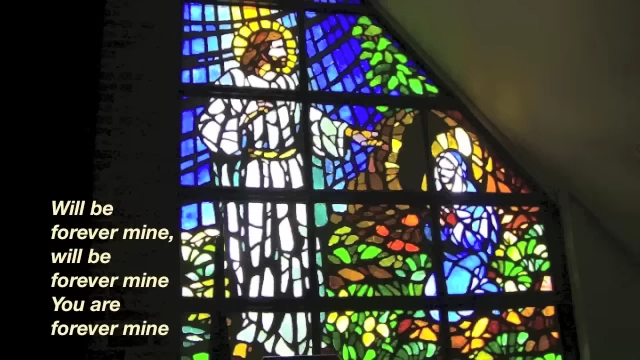 Will be
forever mine,
will be
forever mine
You are
forever mine